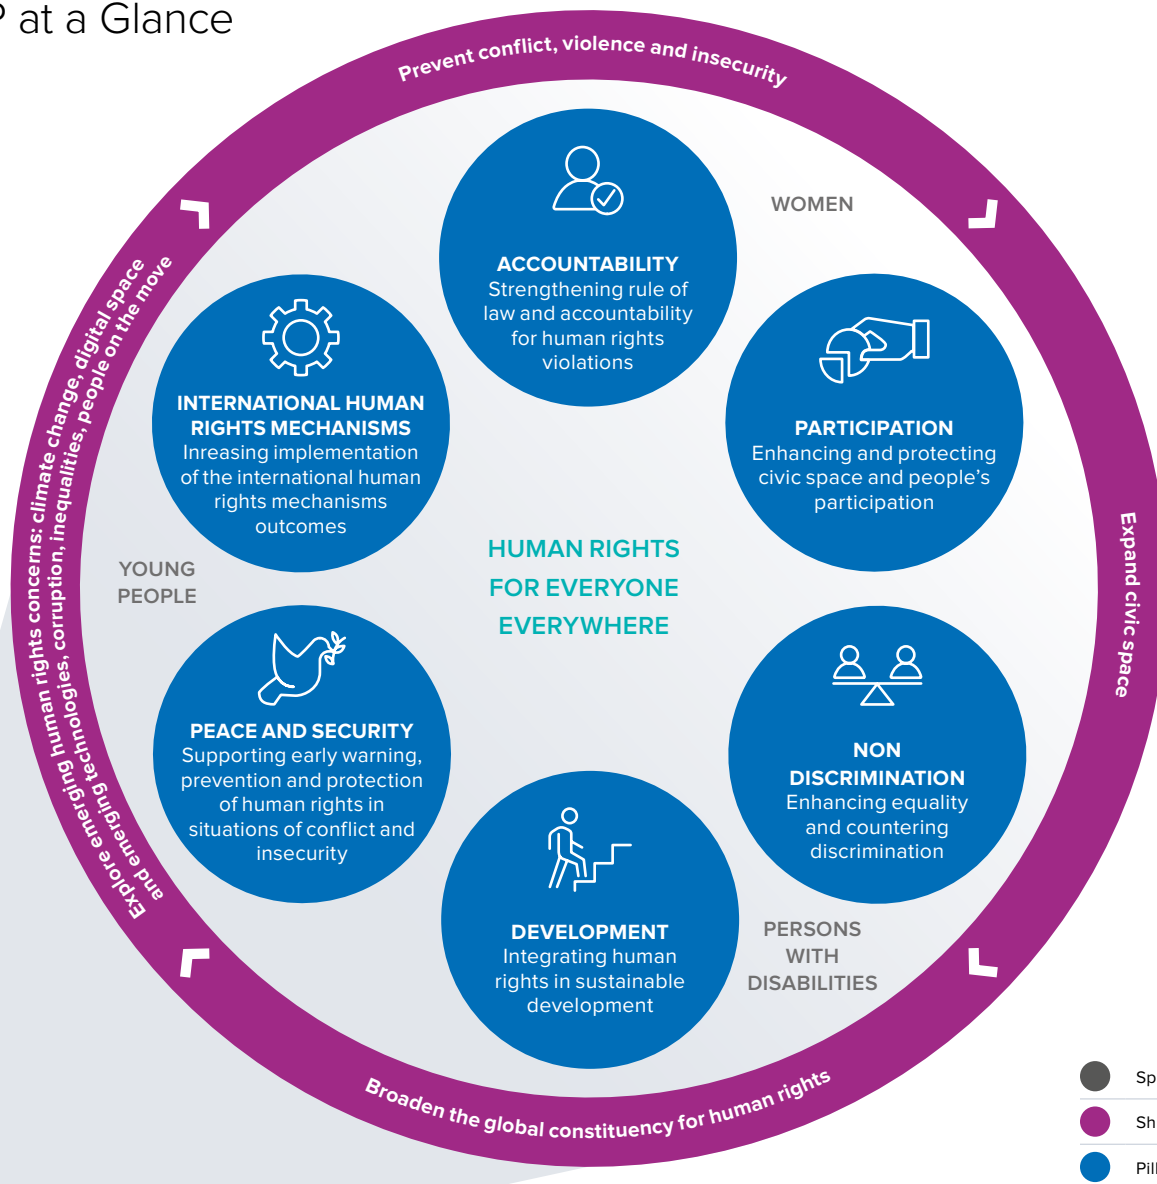 at a Glance
Prevent conflict, violence and insecurity
WOMEN
ACCOUNTABILITY
Strengthening rule of
law and accountability
for human rights
violations
INTERNATIONAL HUMAN
RIGHTS MECHANISMS
Inreasing implementation
of the international human
rights mechanisms
outcomes
PARTICIPATION
Enhancing and protecting
civic space and people's
participation
HUMAN RIGHTS
FOR EVERYONE
EVERYWHERE
YOUNG
PEOPLE
Explore emerging human rights concerns: climate change, digital space
and emerging technologies, corruption, inequalities, people on the move
Expand civic space
PEACE AND SECURITY
Supporting early warning,
prevention and protection
of human rights in
situations of conflict and
insecurity
NON
DISCRIMINATION
Enhancing equality
and countering
discrimination
DEVELOPMENT
Integrating human
rights in sustainable
development
PERSONS
WITH
DISABILITIES
Broaden the global constituency for human rights